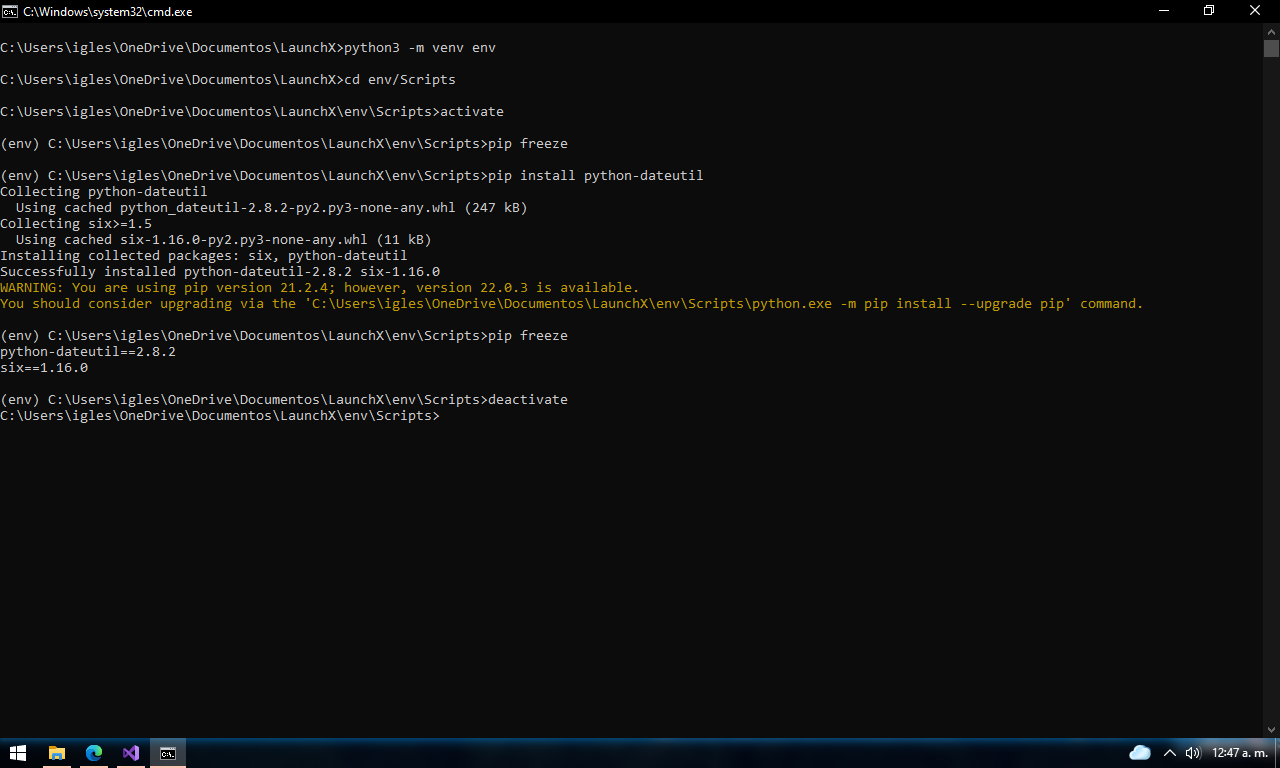 C:\Windows\system32\cmd.exe
C:\Users\igles\OneDrive\Documentos\LaunchX>python3 -m venv env
C:\Users\igles\OneDrive\Documentos\LaunchX>cd env/Scripts
C:\Users\igles\OneDrive\Documentos\LaunchX\env\Scripts>activate
(env) C:\Users\igles\OneDrive\Documentos\LaunchX\env\Scripts>pip freeze
(env) C:\Users\igles\OneDrive\Documentos\LaunchX\env\Scripts>pip install python-dateutil
Collecting python-dateutil
  Using cached python_dateutil-2.8.2-py2.py3-none-any.whl (247 kB)
Collecting six>=1.5
  Using cached six-1.16.0-py2.py3-none-any.whl (11 kB)
Installing collected packages: six, python-dateutil
Successfully installed python-dateutil-2.8.2 six-1.16.0
WARNING: You are using pip version 21.2.4; however, version 22.0.3 is available.
You should consider upgrading via the 'C:\Users\igles\OneDrive\Documentos\LaunchX\env\Scripts\python.exe -m pip install --upgrade pip' command.
(env) C:\Users\igles\OneDrive\Documentos\LaunchX\env\Scripts>pip freeze
python-dateutil==2.8.2
six==1.16.0
(env) C:\Users\igles\OneDrive\Documentos\LaunchX\env\Scripts>deactivate
C:\Users\igles\OneDrive\Documentos\LaunchX\env\Scripts>
12:47 a. m.